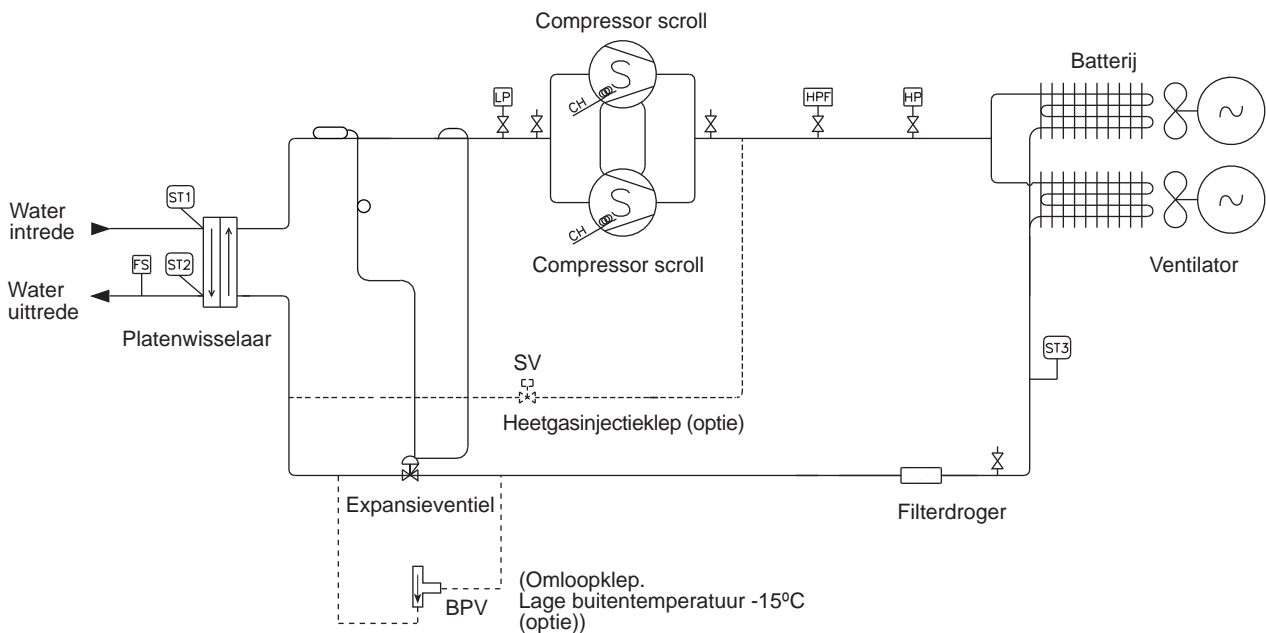 Compressor scroll
Batterij
LP
HPF
HP
CH
S
ST1
Water
intrede
CH
S
FS
ST2
Water
uittrede
Compressor scroll
Ventilator
Platenwisselaar
ST3
SV
Heetgasinjectieklep (optie)
Expansieventiel
Filterdroger
BPV
(Omloopklep.
Lage buitentemperatuur -15ºC
(optie))